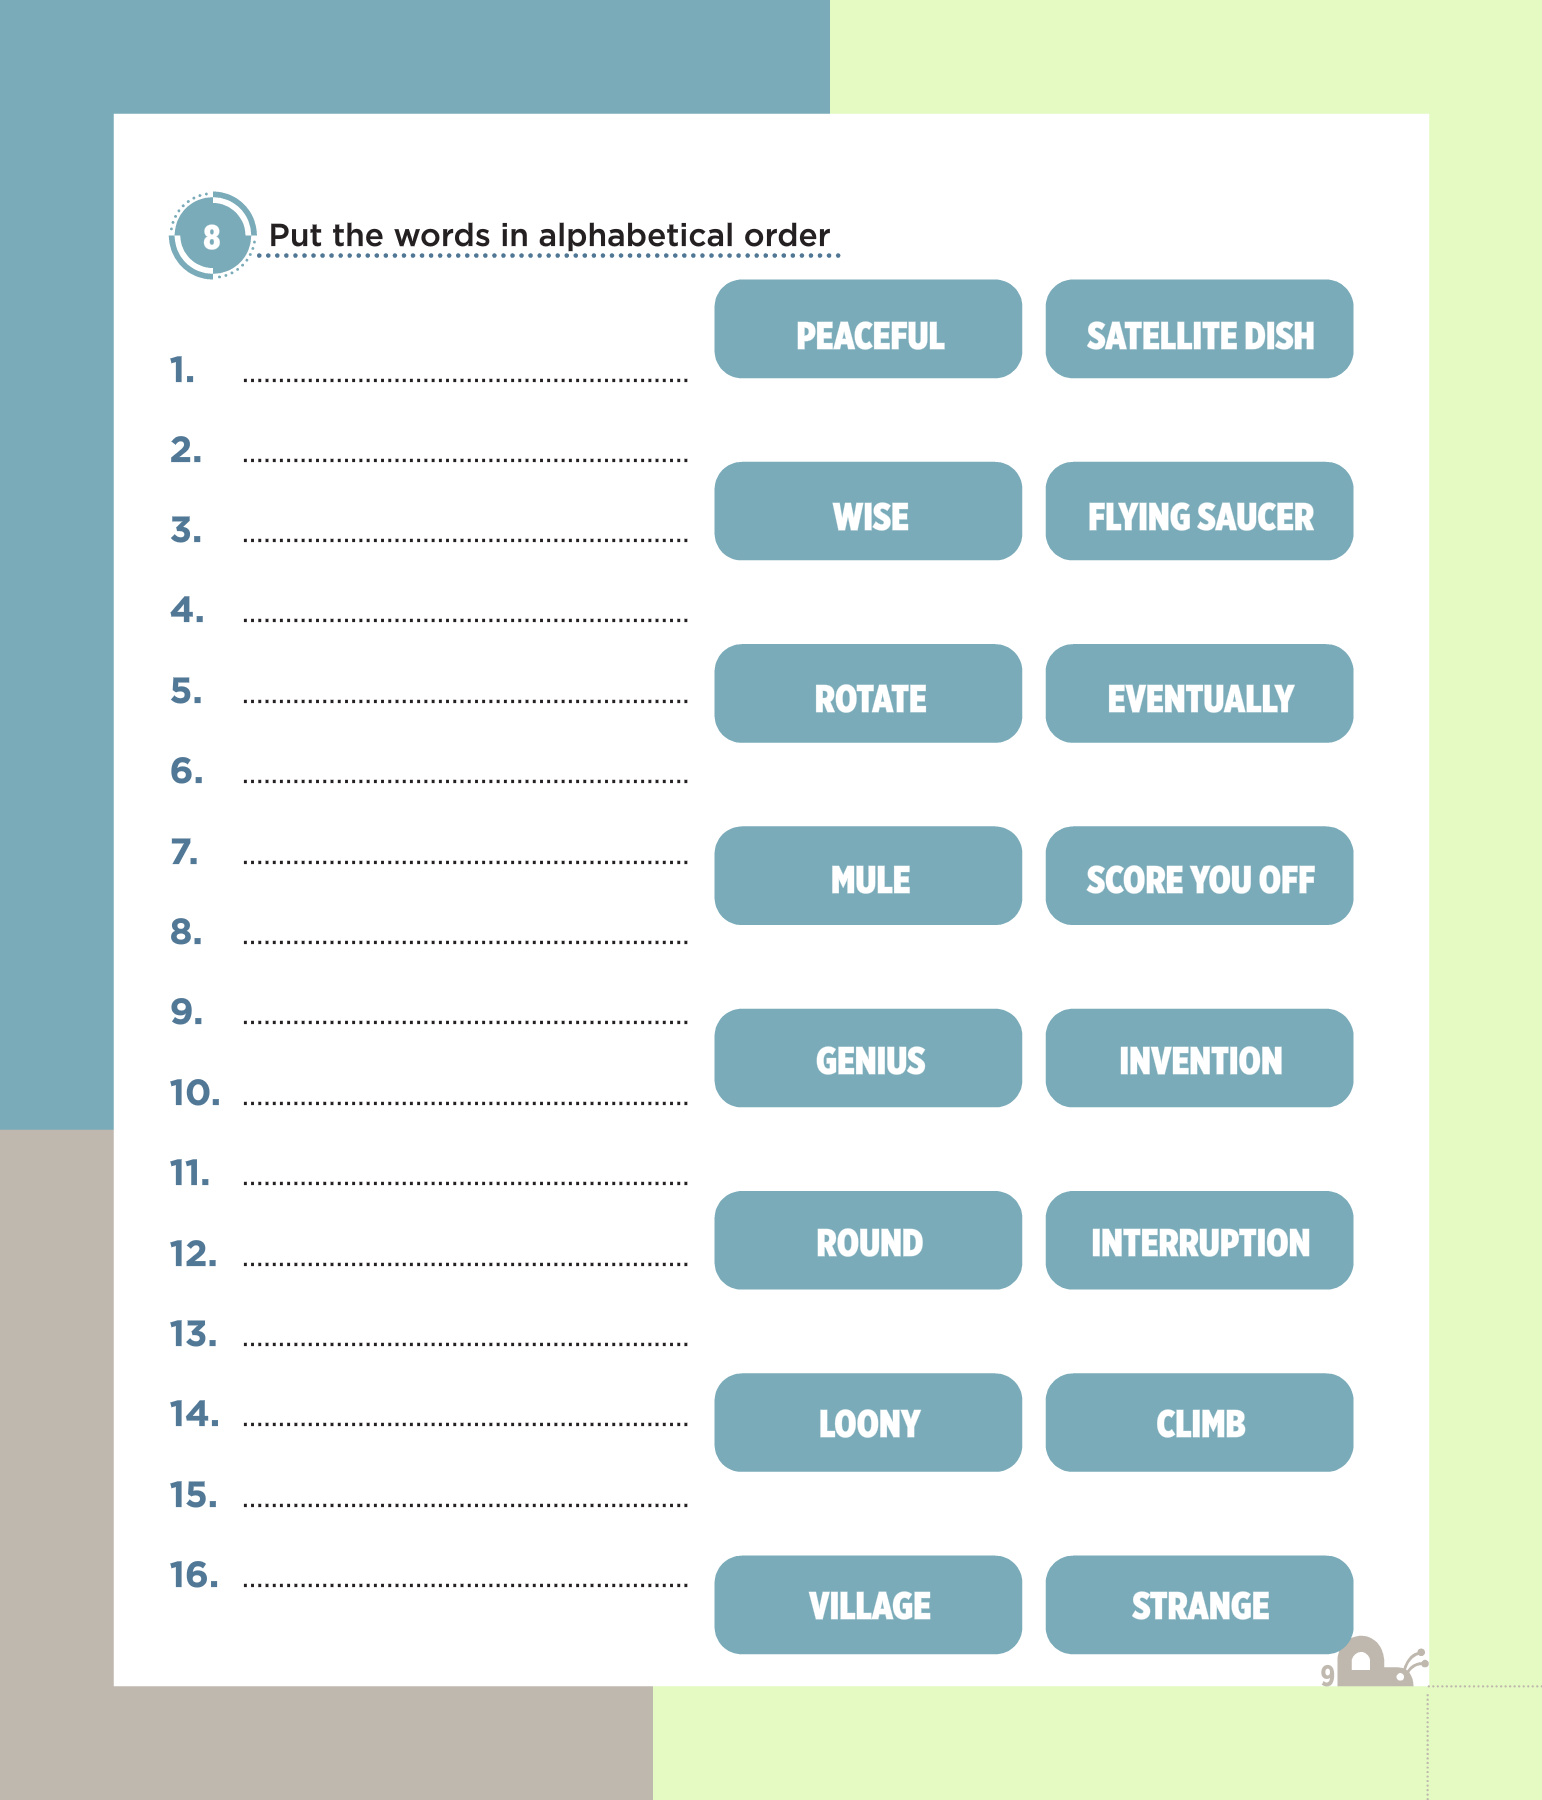 8 Put the words in alphabetical order
PEACEFUL SATELLITE DISH
1. ..............................................................
2. ..............................................................
WISE FLYING SAUCER
3. ..............................................................
4. ..............................................................
ROTATE EVENTUALLY
5. ..............................................................
6. ..............................................................
7. ..............................................................
MULE SCORE YOU OFF
8. ..............................................................
9. ..............................................................
GENIUS INVENTION
10. ..............................................................
11. ..............................................................
ROUND INTERRUPTION
12. ..............................................................
13. ..............................................................
14. ..............................................................
LOONY CLIMB
15. ..............................................................
16. ..............................................................
VILLAGE STRANGE
9